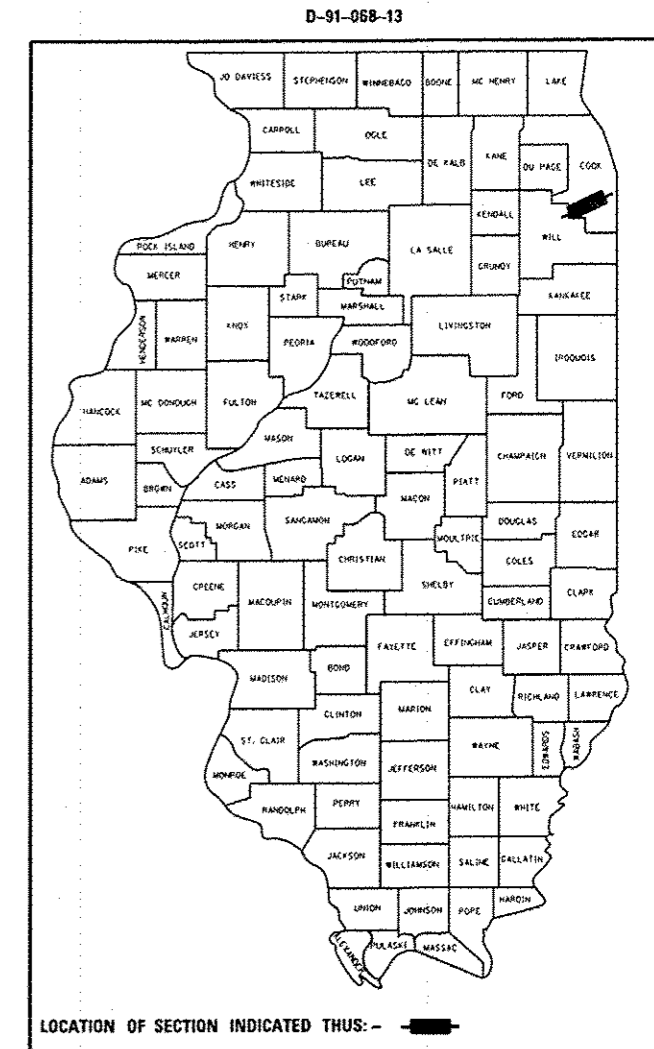 D-91-068-13
JO DAVIESS STEPHENSON WINNEBAGO BOONE MC HENRY LAKE
CARROLL OGLE DE KALB KANE DU PAGE COOK
WHITESIDE LEE KENDALL WILL
ROCK ISLAND HENRY BUREAU LA SALLE GRUNDY
MERCER PUTNAM KANKAKEE
HENDERSON WARREN KNOX STARK MARSHALL LIVINGSTON
PEORIA WOODFORD IROQUOIS
HANCOCK MC DONOUGH FULTON TAZEWELL MC LEAN FORD
SCHUYLER MASON LOGAN DE WITT CHAMPAIGN VERMILION
ADAMS BROWN CASS MENARD MACON PIATT
PIKE SCOTT MORGAN SANGAMON CHRISTIAN MOULTRIE DOUGLAS EDGAR
COLES
CALHOUN GREENE MACOUPIN MONTGOMERY SHELBY CUMBERLAND CLARK
JERSEY FAYETTE EFFINGHAM JASPER CRAWFORD
MADISON BOND CLAY RICHLAND LAWRENCE
CLINTON MARION
ST. CLAIR WASHINGTON JEFFERSON WAYNE EDWARDS WABASH
MONROE
RANDOLPH PERRY HAMILTON WHITE
FRANKLIN
JACKSON WILLIAMSON SALINE GALLATIN
UNION JOHNSON POPE HARDIN
ALEXANDER PULASKI MASSAC
LOCATION OF SECTION INDICATED THUS: -